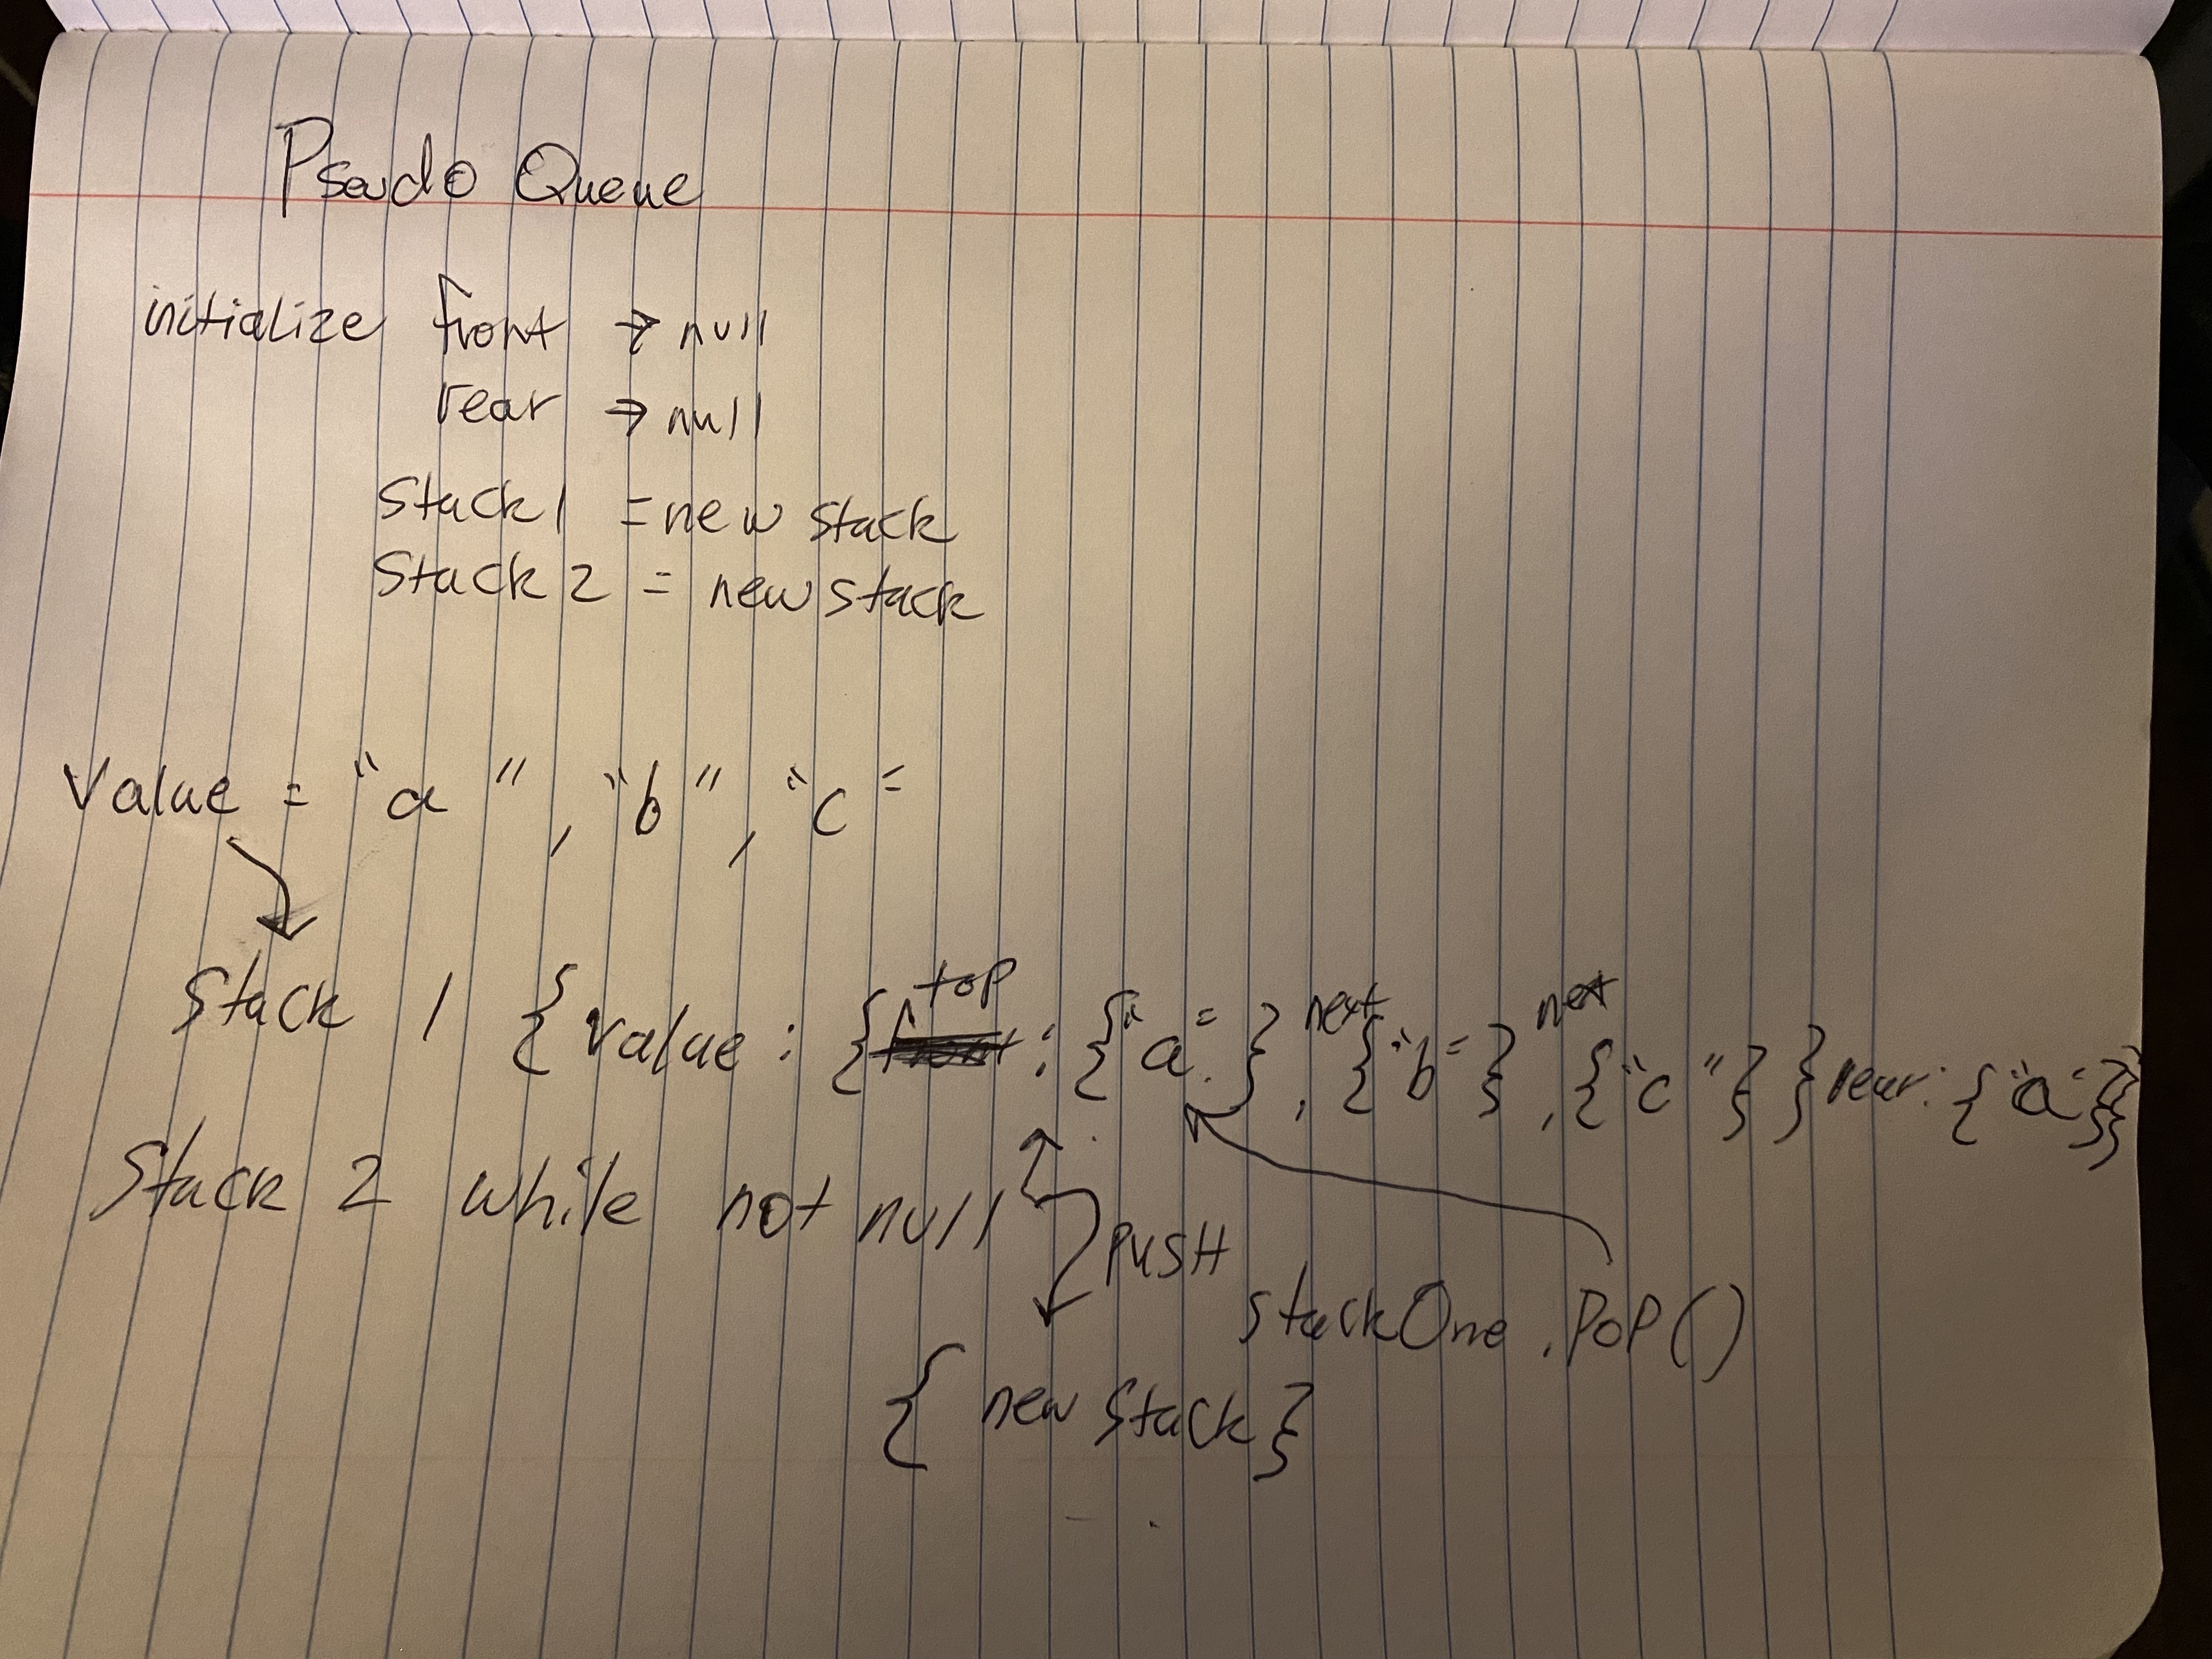 Pseudo Queue
initialize front → null
rear → null
Stack 1 = new stack
Stack 2 = new stack
Value = "a", "b", "c"
Stack 1 {value: {top: {"a"}, next {"b"}, next {"c"}} rear: {"a"}}
Stack 2 while not null
PUSH
stackOne.POP()
{new Stack}